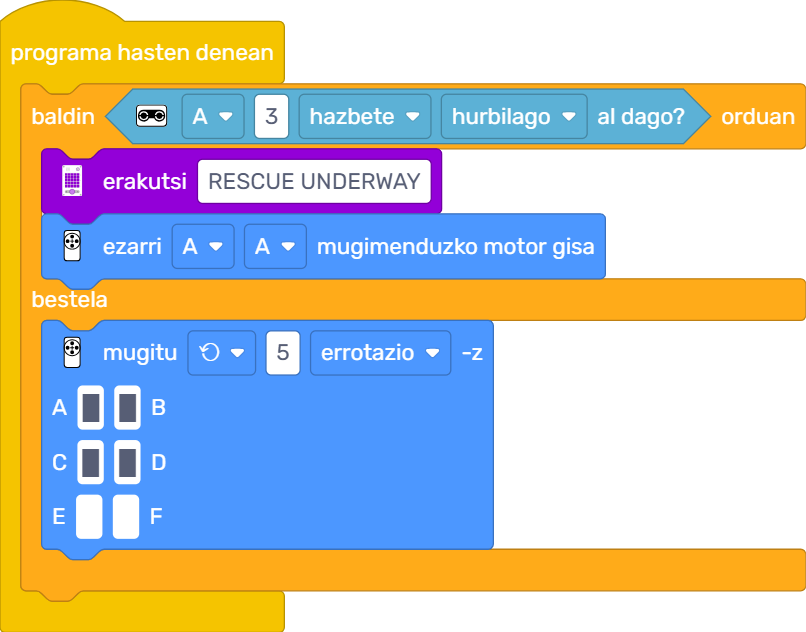 programa hasten denean
baldin A 3 hazbete hurbilago al dago? orduan
erakutsi RESCUE UNDERWAY
ezarri A A mugimenduzko motor gisa
bestela
mugitu 5 errotazio -z
A B
C D
E F